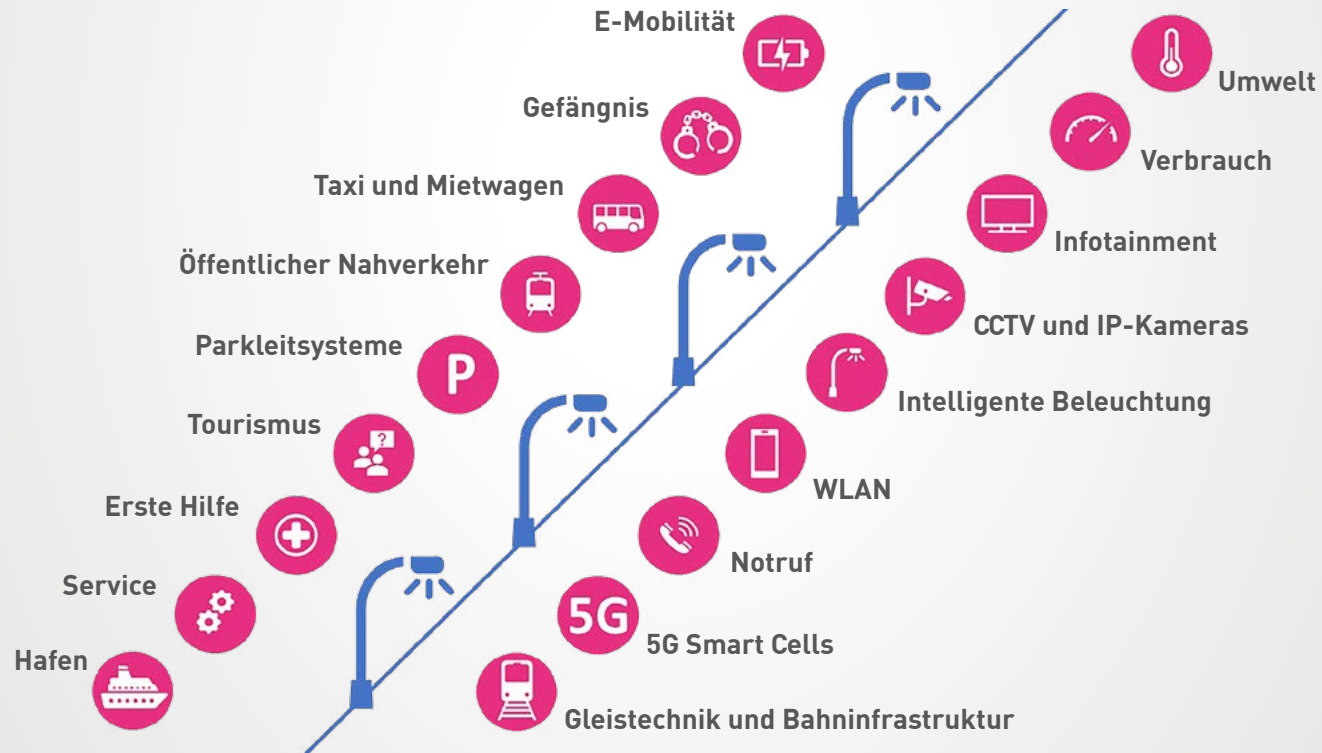 E-Mobilität
Umwelt
Gefängnis
Verbrauch
Taxi und Mietwagen
Infotainment
Öffentlicher Nahverkehr
CCTV und IP-Kameras
Parkleitsysteme
P
Intelligente Beleuchtung
Tourismus
?
WLAN
Erste Hilfe
Notruf
Service
5G
5G Smart Cells
Hafen
Gleistechnik und Bahninfrastruktur